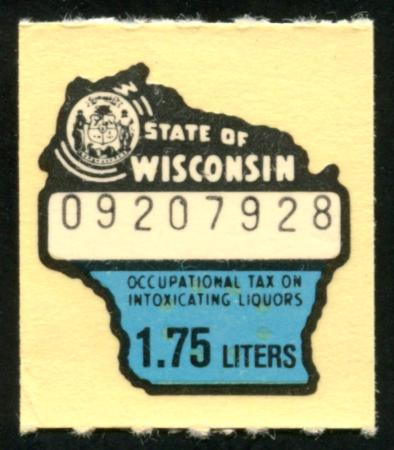 STATE OF
WISCONSIN
09207928
OCCUPATIONAL TAX ON
INTOXICATING LIQUORS
1.75 LITERS